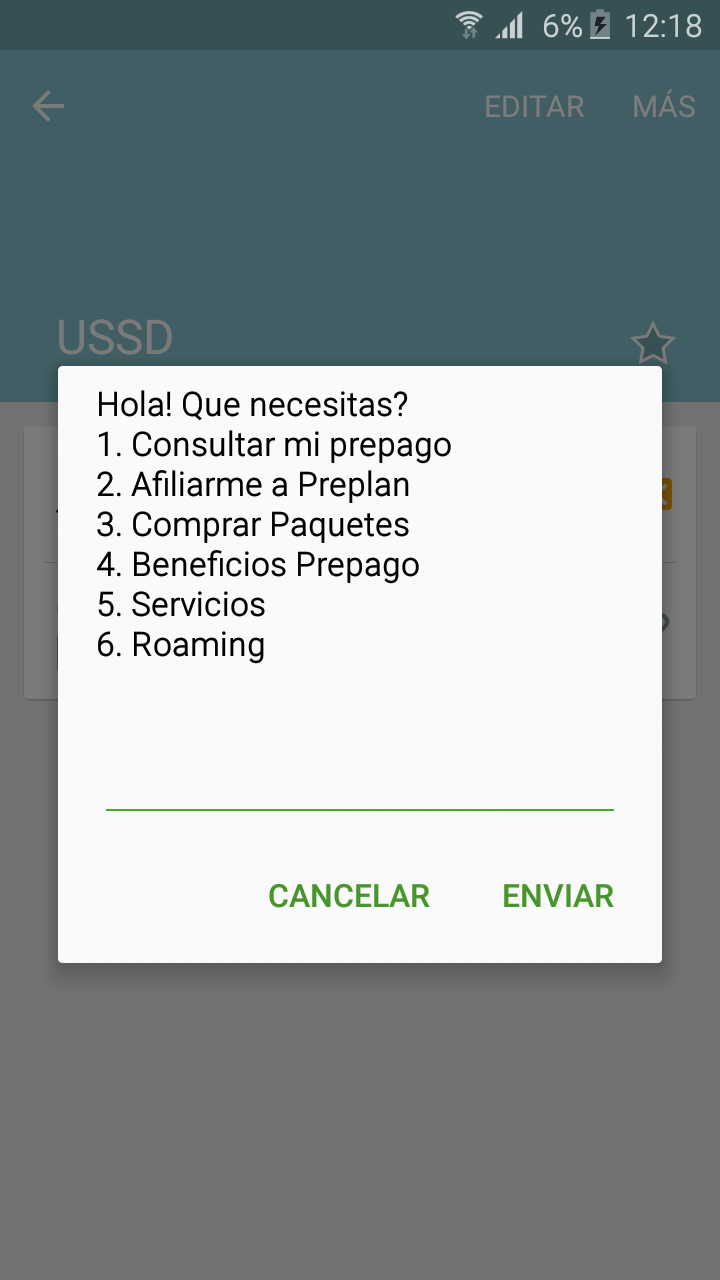 6% 12:18
EDITAR MÁS
USSD
Hola! Que necesitas?
1. Consultar mi prepago
2. Afiliarme a Preplan
3. Comprar Paquetes
4. Beneficios Prepago
5. Servicios
6. Roaming
CANCELAR ENVIAR